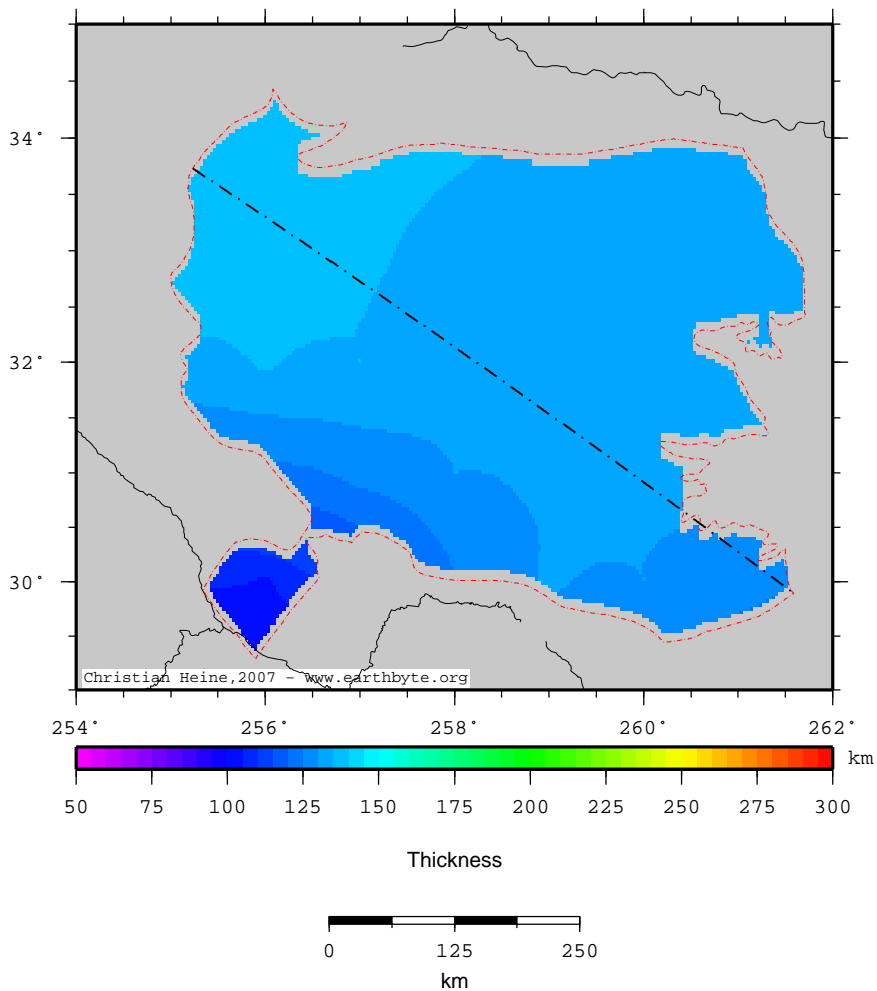 34°
32°
30°
Christian Heine,2007 - www.earthbyte.org
254° 256° 258° 260° 262°
km
50 75 100 125 150 175 200 225 250 275 300
Thickness
0 125 250
km